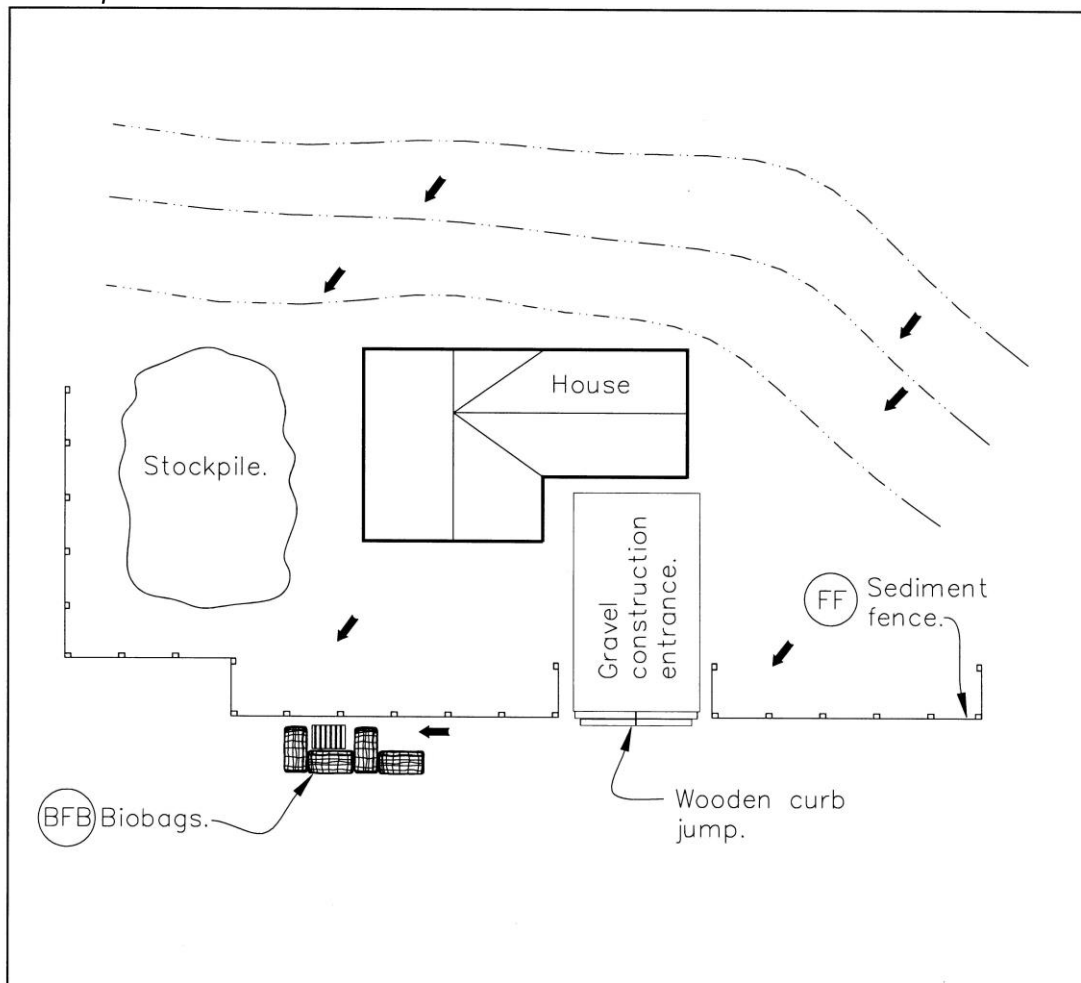 House
Stockpile.
Gravel
construction
entrance.
FF
Sediment
fence.
BFB
Biobags.
Wooden curb
jump.